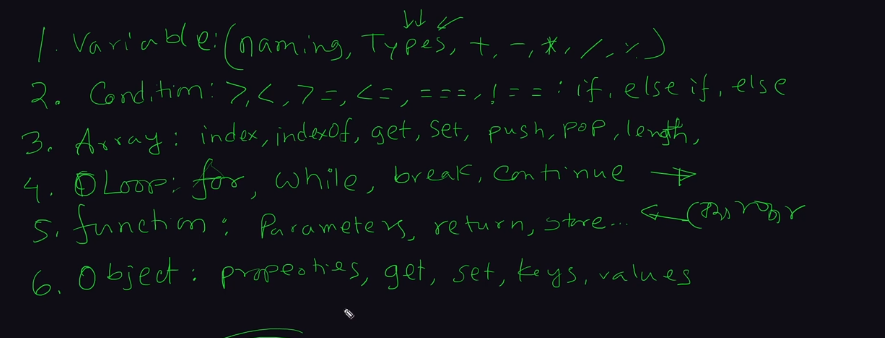 1. Variable: (naming, Types, +, -, *, /, %)
2. Condition: >, <, >=, <=, ===, !== : if, else if, else
3. Array: index, indexOf, get, set, push, pop, length,
4. Loop: for, while, break, continue →
5. function: Parameters, return, store... ←
6. Object: properties, get, set, keys, values